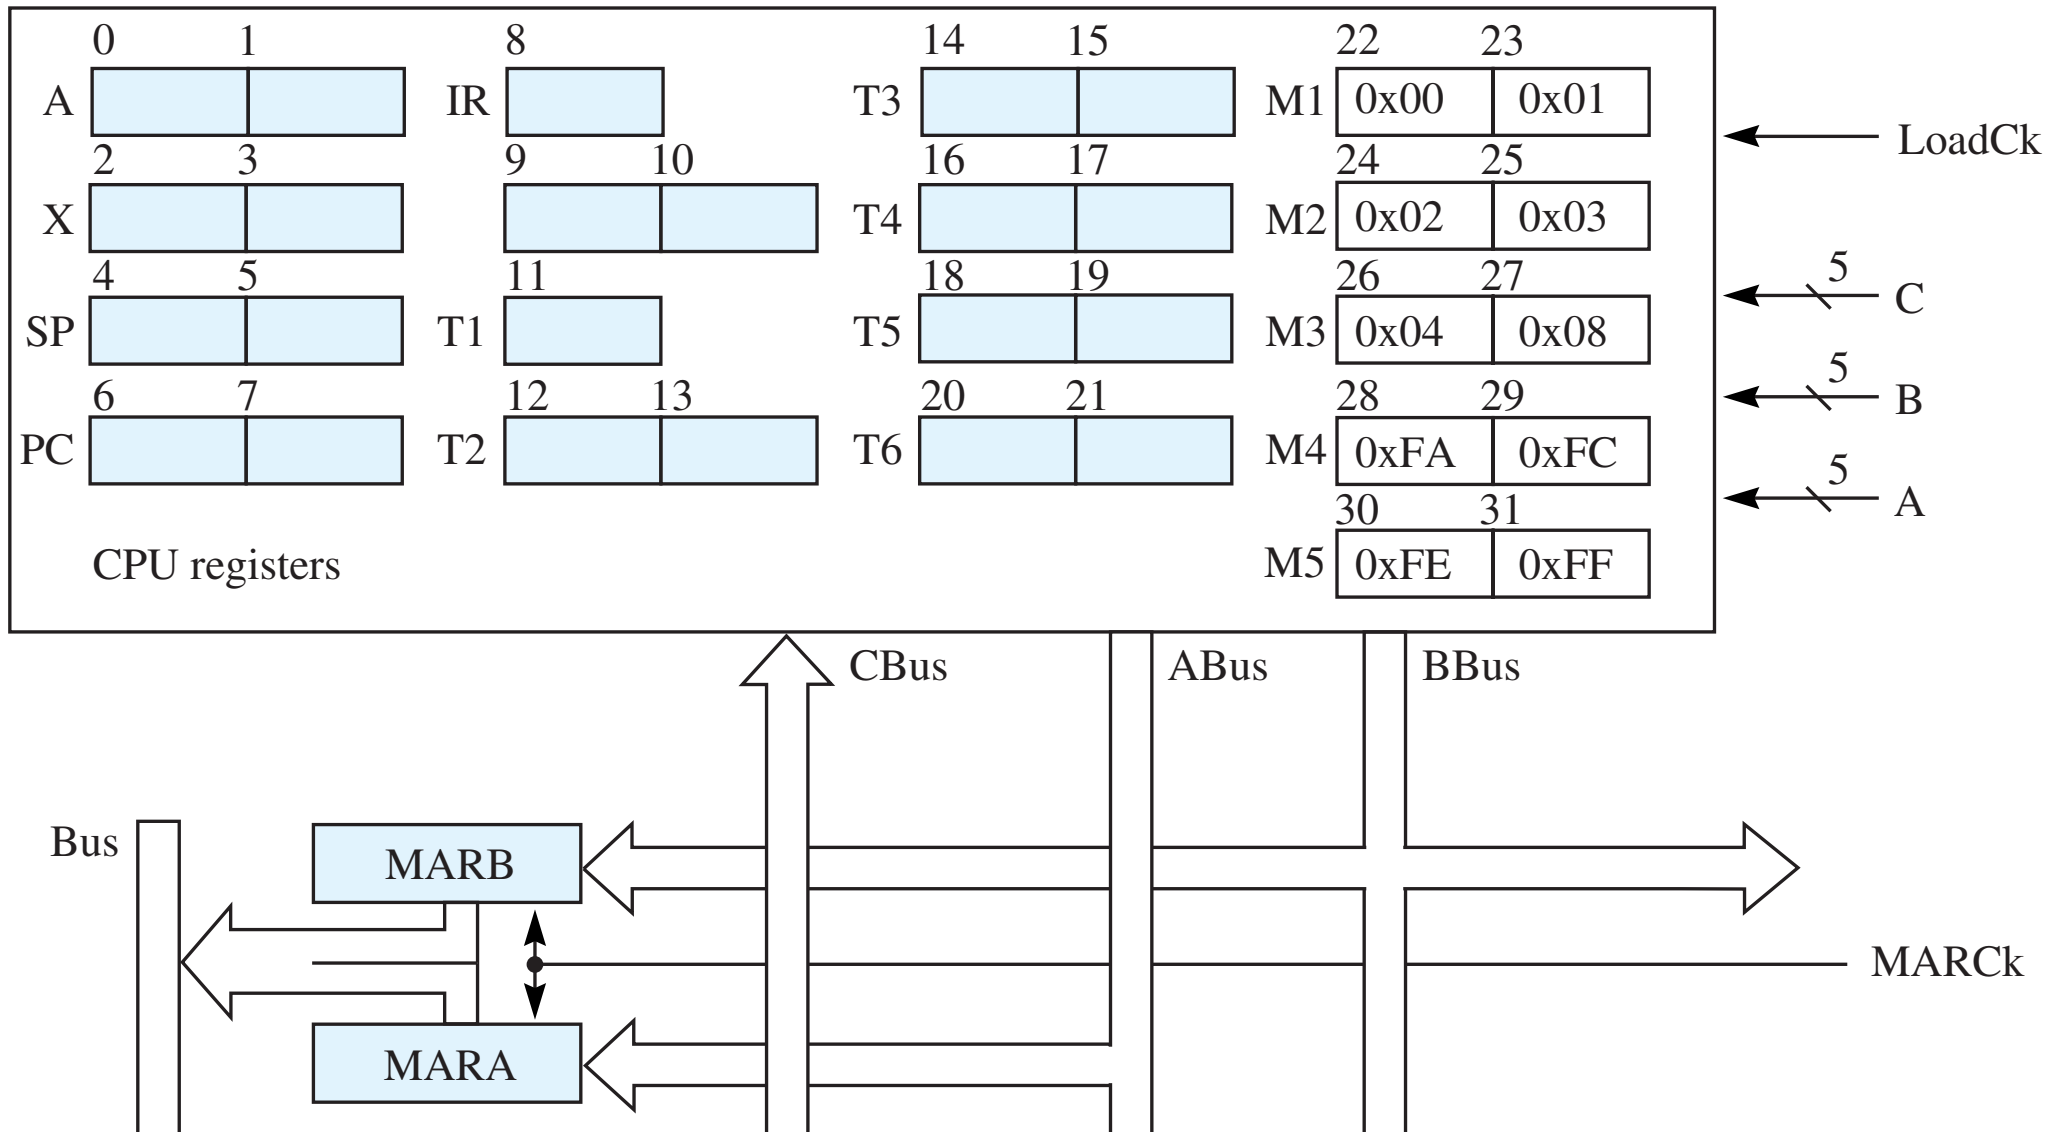 0 1 8 14 15 22 23
A IR T3 M1 0x00 0x01
LoadCk
2 3 9 10 16 17 24 25
X T4 M2 0x02 0x03
4 5 11 18 19 26 27 5
C
SP T1 T5 M3 0x04 0x08
6 7 12 13 20 21 28 29 5
B
PC T2 T6 M4 0xFA 0xFC
5
A
30 31
CPU registers M5 0xFE 0xFF
CBus ABus BBus
Bus
MARB
MARCk
MARA